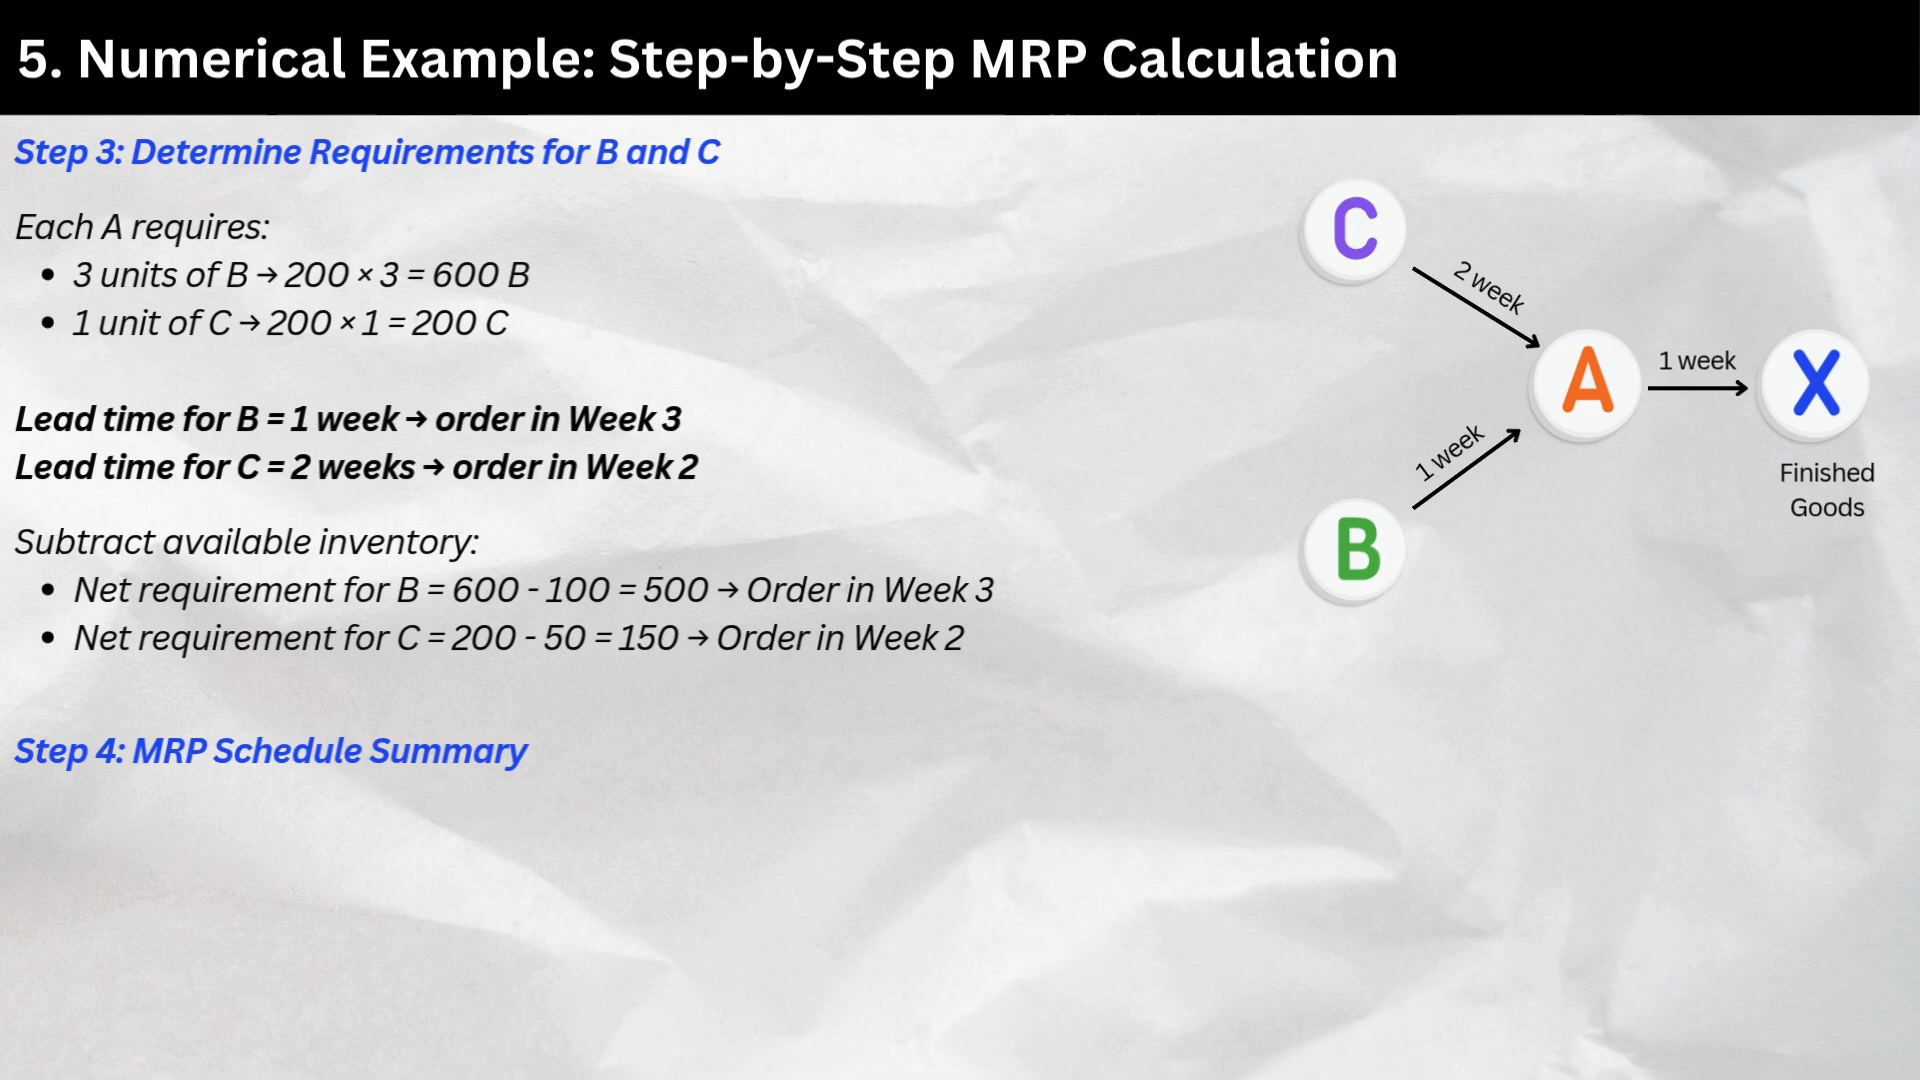 5. Numerical Example: Step-by-Step MRP Calculation
Step 3: Determine Requirements for B and C
Each A requires:
• 3 units of B → 200 × 3 = 600 B
• 1 unit of C → 200 × 1 = 200 C
Lead time for B = 1 week → order in Week 3
Lead time for C = 2 weeks → order in Week 2
Subtract available inventory:
• Net requirement for B = 600 - 100 = 500 → Order in Week 3
• Net requirement for C = 200 - 50 = 150 → Order in Week 2
Step 4: MRP Schedule Summary
C
2 week
A
1 week
X
1 week
B
Finished
Goods